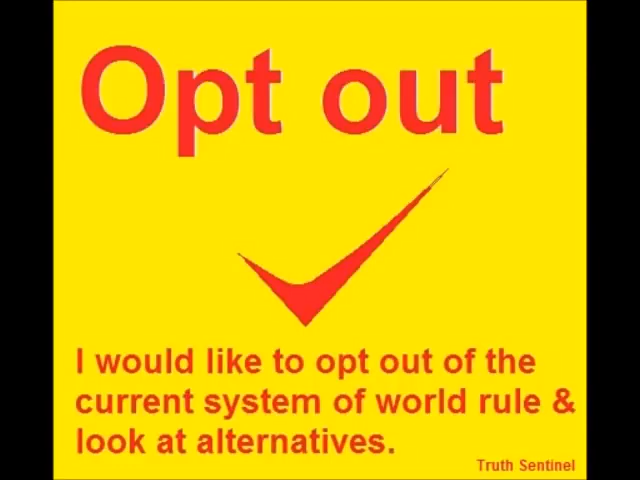 Opt out
I would like to opt out of the
current system of world rule &
look at alternatives.
Truth Sentinel